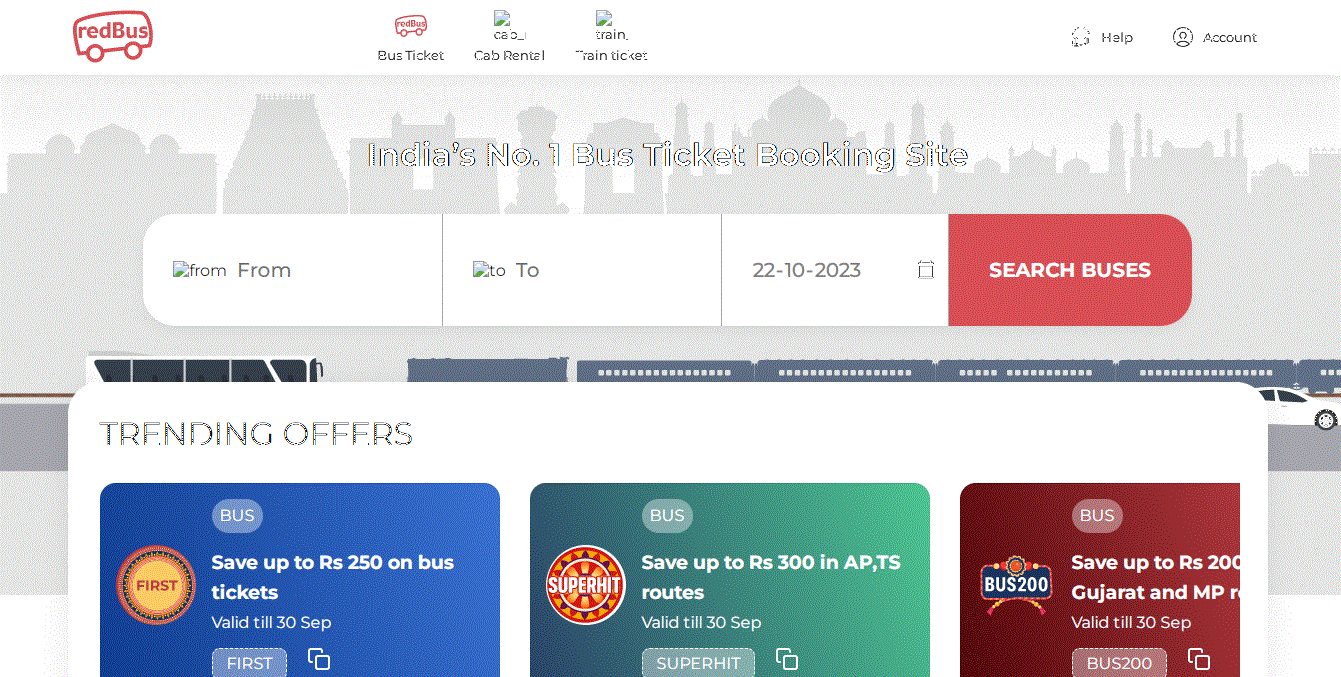 redBus
redBus
cab_r
train_
Bus Ticket
Cab Rental
Train ticket
Help
Account
India's No. 1 Bus Ticket Booking Site
from From
to To
22-10-2023
SEARCH BUSES
TRENDING OFFERS
BUS
FIRST
Save up to Rs 250 on bus
tickets
Valid till 30 Sep
FIRST
BUS
SUPERHIT
Save up to Rs 300 in AP,TS
routes
Valid till 30 Sep
SUPERHIT
BUS
BUS200
Save up to Rs 200
Gujarat and MP
Valid till 30 Sep
BUS200